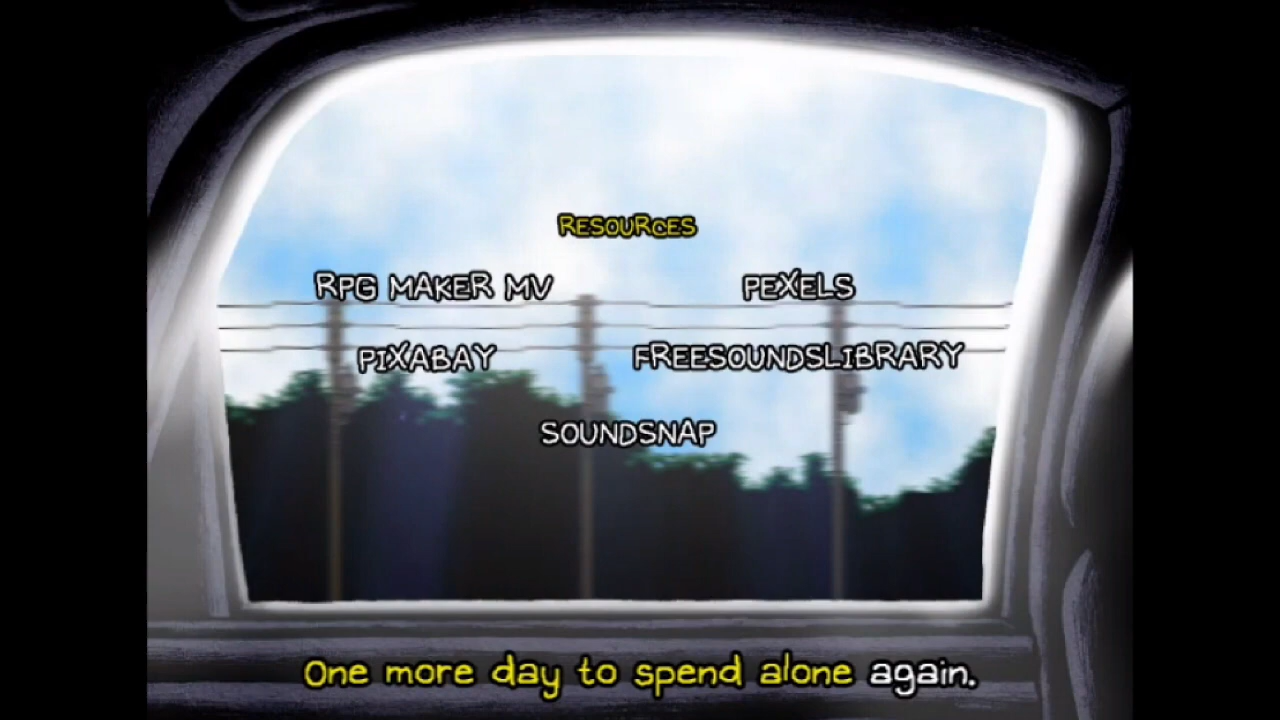 RESOURCES
RPG MAKER MV PEXELS
PIXABAY FREESOUNDSLIBRARY
SOUNDSNAP
One more day to spend alone again.